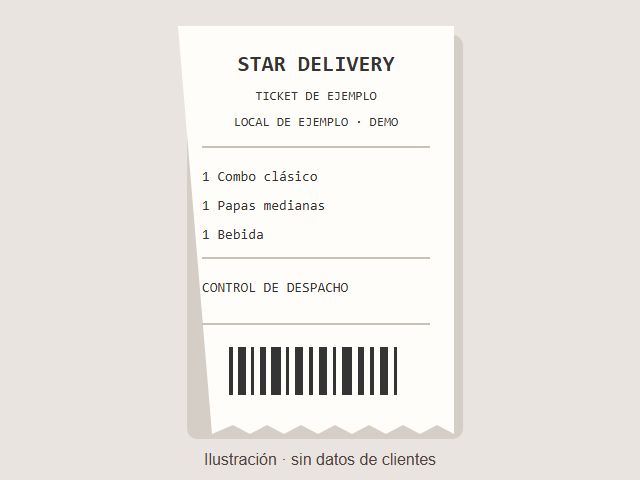 STAR DELIVERY
TICKET DE EJEMPLO
LOCAL DE EJEMPLO · DEMO
1 Combo clásico
1 Papas medianas
1 Bebida
CONTROL DE DESPACHO
Ilustración · sin datos de clientes